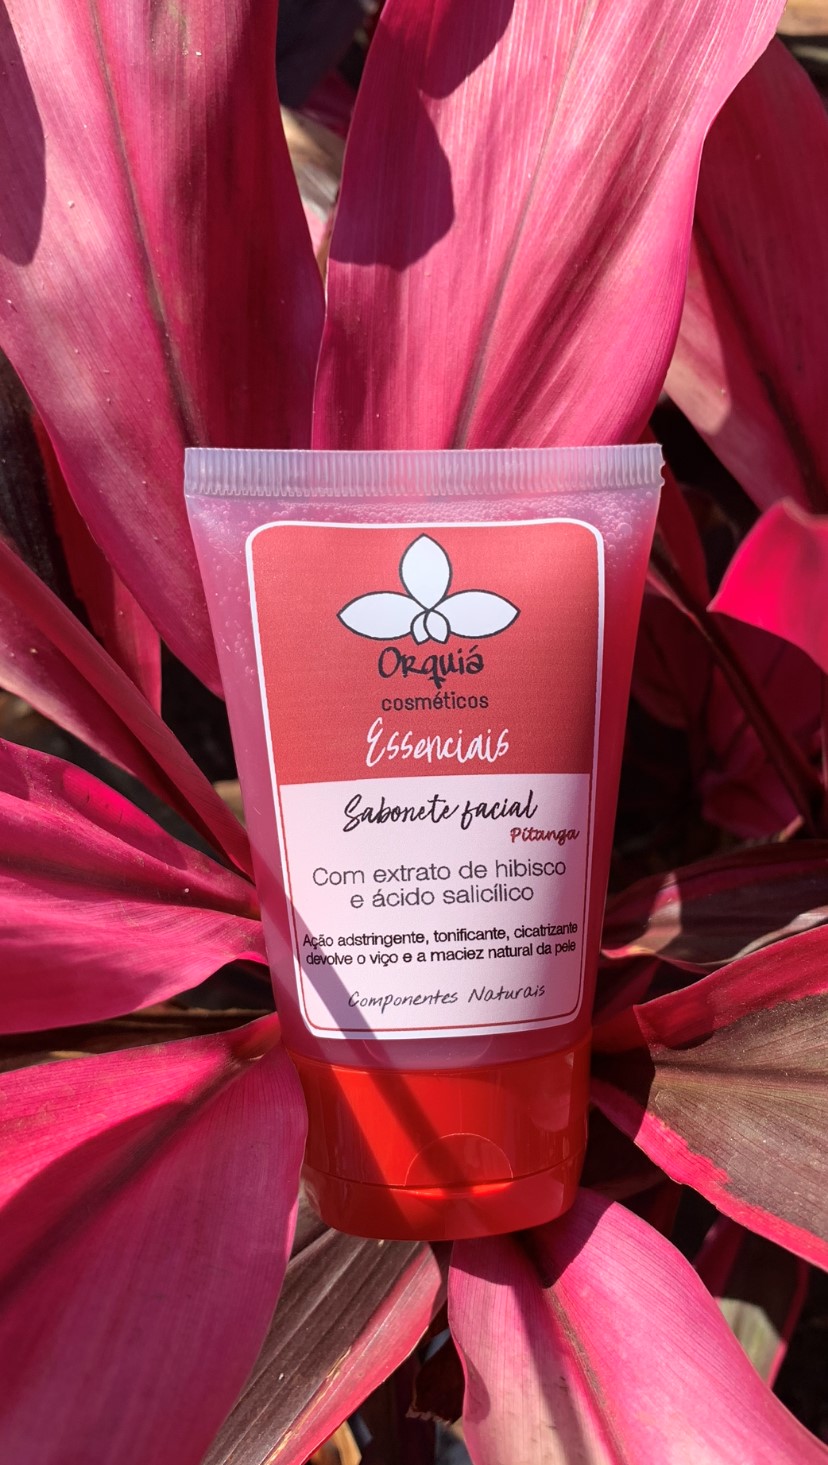 Orquiá
cosméticos
Essenciais
Sabonete facial
Pitanga
Com extrato de hibisco
e ácido salicílico
Ação adstringente, tonificante, cicatrizante
devolve o viço e a maciez natural da pele
Componentes Naturais